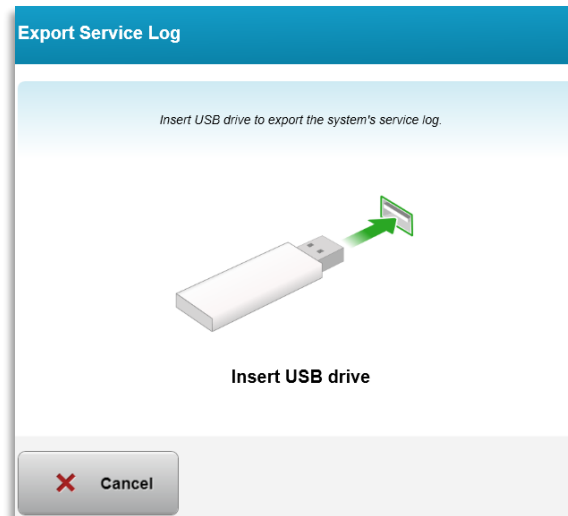 Export Service Log
Insert USB drive to export the system's service log.
Insert USB drive
Cancel